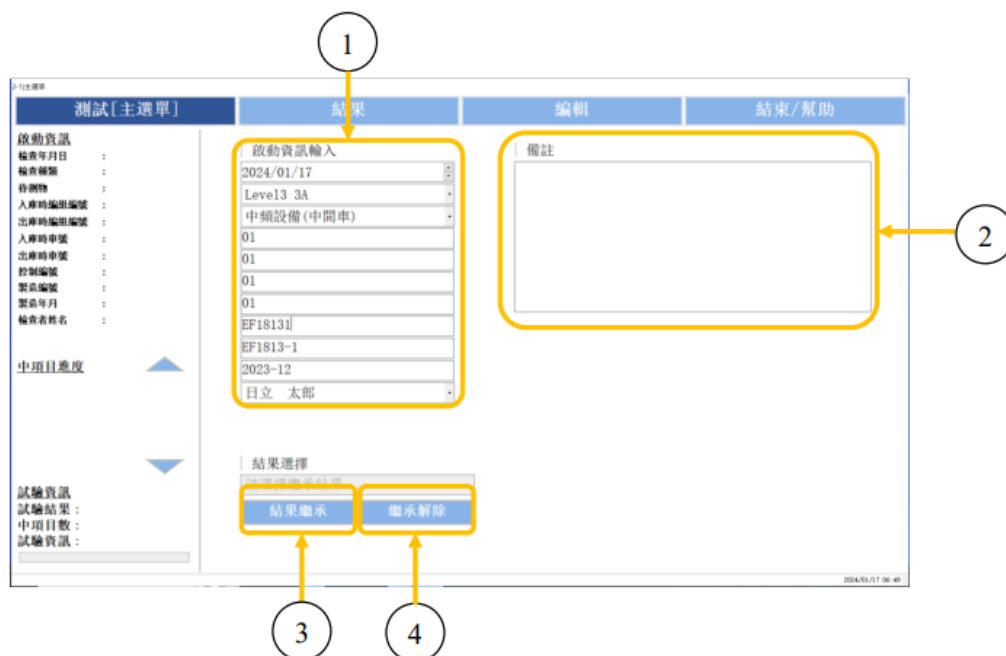 1
2-1|主選單
測試[主選單]
結果
編輯
結束/幫助
啟動資訊
檢查年月日 :
檢查種類 :
待測物 :
入庫時編組編號 :
出庫時編組編號 :
入庫時車號 :
出庫時車號 :
控制編號 :
製造編號 :
製造年月 :
檢查者姓名 :
中項目進度
試驗資訊
試驗結果:
中項目數:
試驗資訊:
啟動資訊輸入
2024/01/17
Level3 3A
中頻設備(中間車)
01
01
01
01
EF18131
EF1813-1
2023-12
日立 太郎
備註
2
結果選擇
請選擇繼承結果
結果繼承
繼承解除
2024/01/17 06:49
3
4